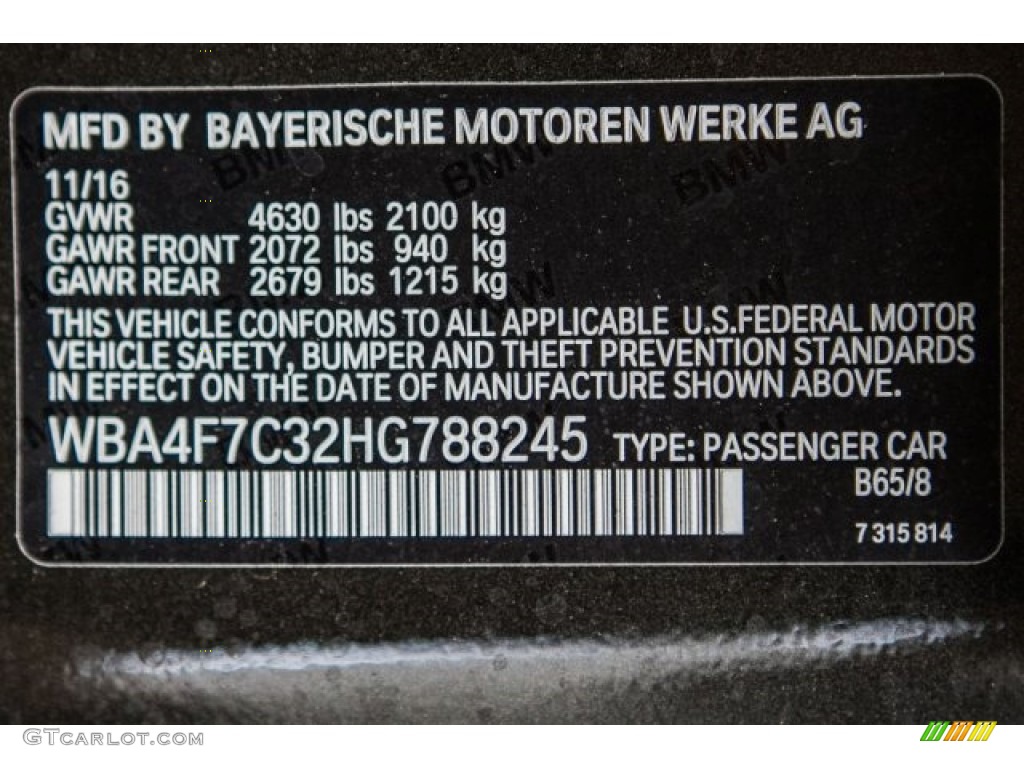 MFD BY BAYERISCHE MOTOREN WERKE AG
11/16
GVWR 4630 lbs 2100 kg
GAWR FRONT 2072 lbs 940 kg
GAWR REAR 2679 lbs 1215 kg
THIS VEHICLE CONFORMS TO ALL APPLICABLE U.S.FEDERAL MOTOR
VEHICLE SAFETY, BUMPER AND THEFT PREVENTION STANDARDS
IN EFFECT ON THE DATE OF MANUFACTURE SHOWN ABOVE.
WBA4F7C32HG788245 TYPE: PASSENGER CAR
B65/8
7 315 814
GTcarlot.com